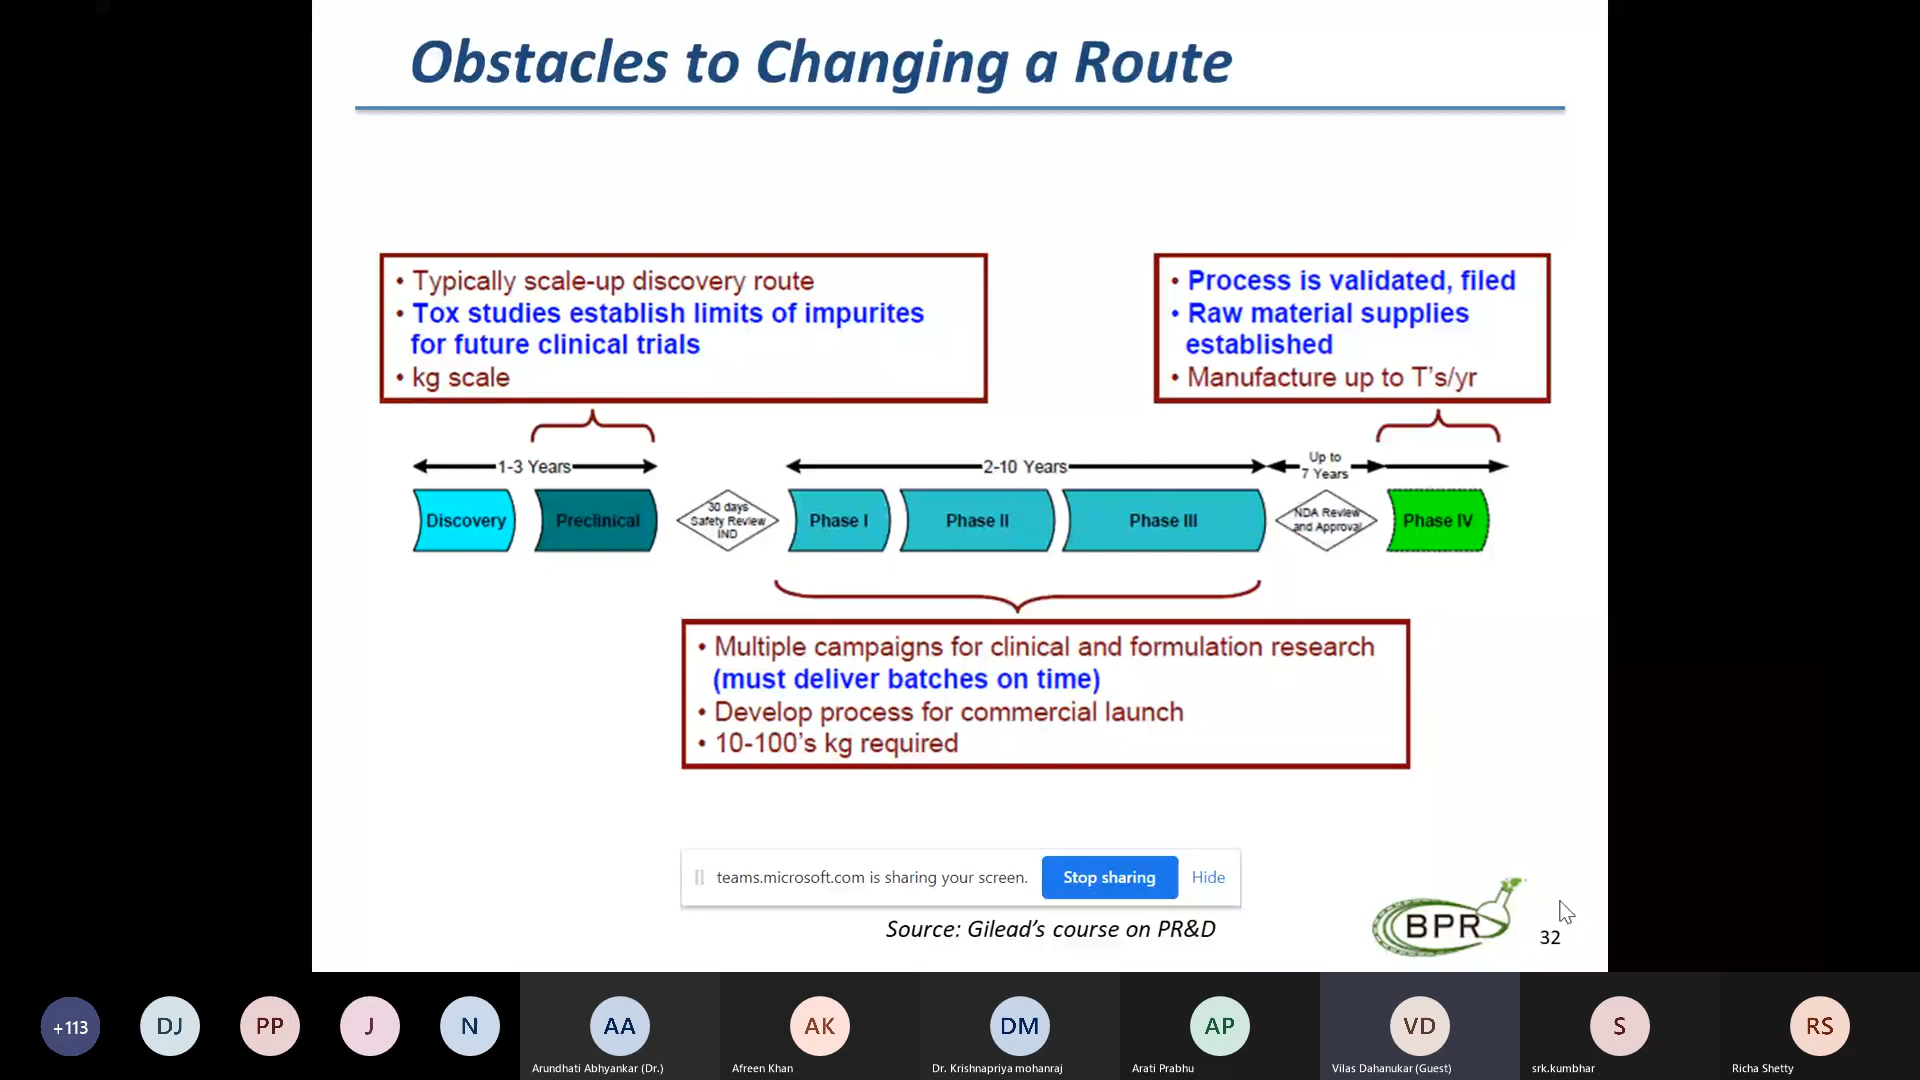 Obstacles to Changing a Route
• Typically scale-up discovery route
• Tox studies establish limits of impurites
for future clinical trials
• kg scale
• Process is validated, filed
• Raw material supplies
established
• Manufacture up to T's/yr
1-3 Years
2-10 Years
Up to
7 Years
Discovery
Preclinical
30 days
Safety Review
IND
Phase I
Phase II
Phase III
NDA Review
and Approval
Phase IV
• Multiple campaigns for clinical and formulation research
(must deliver batches on time)
• Develop process for commercial launch
• 10-100's kg required
teams.microsoft.com is sharing your screen.
Stop sharing
Hide
Source: Gilead's course on PR&D
BPR
32
+113
DJ
PP
J
N
AA
AK
DM
AP
VD
S
RS
Arundhati Abhyankar (Dr.)
Afreen Khan
Dr. Krishnapriya mohanraj
Arati Prabhu
Vilas Dahanukar (Guest)
srk.kumbhar
Richa Shetty